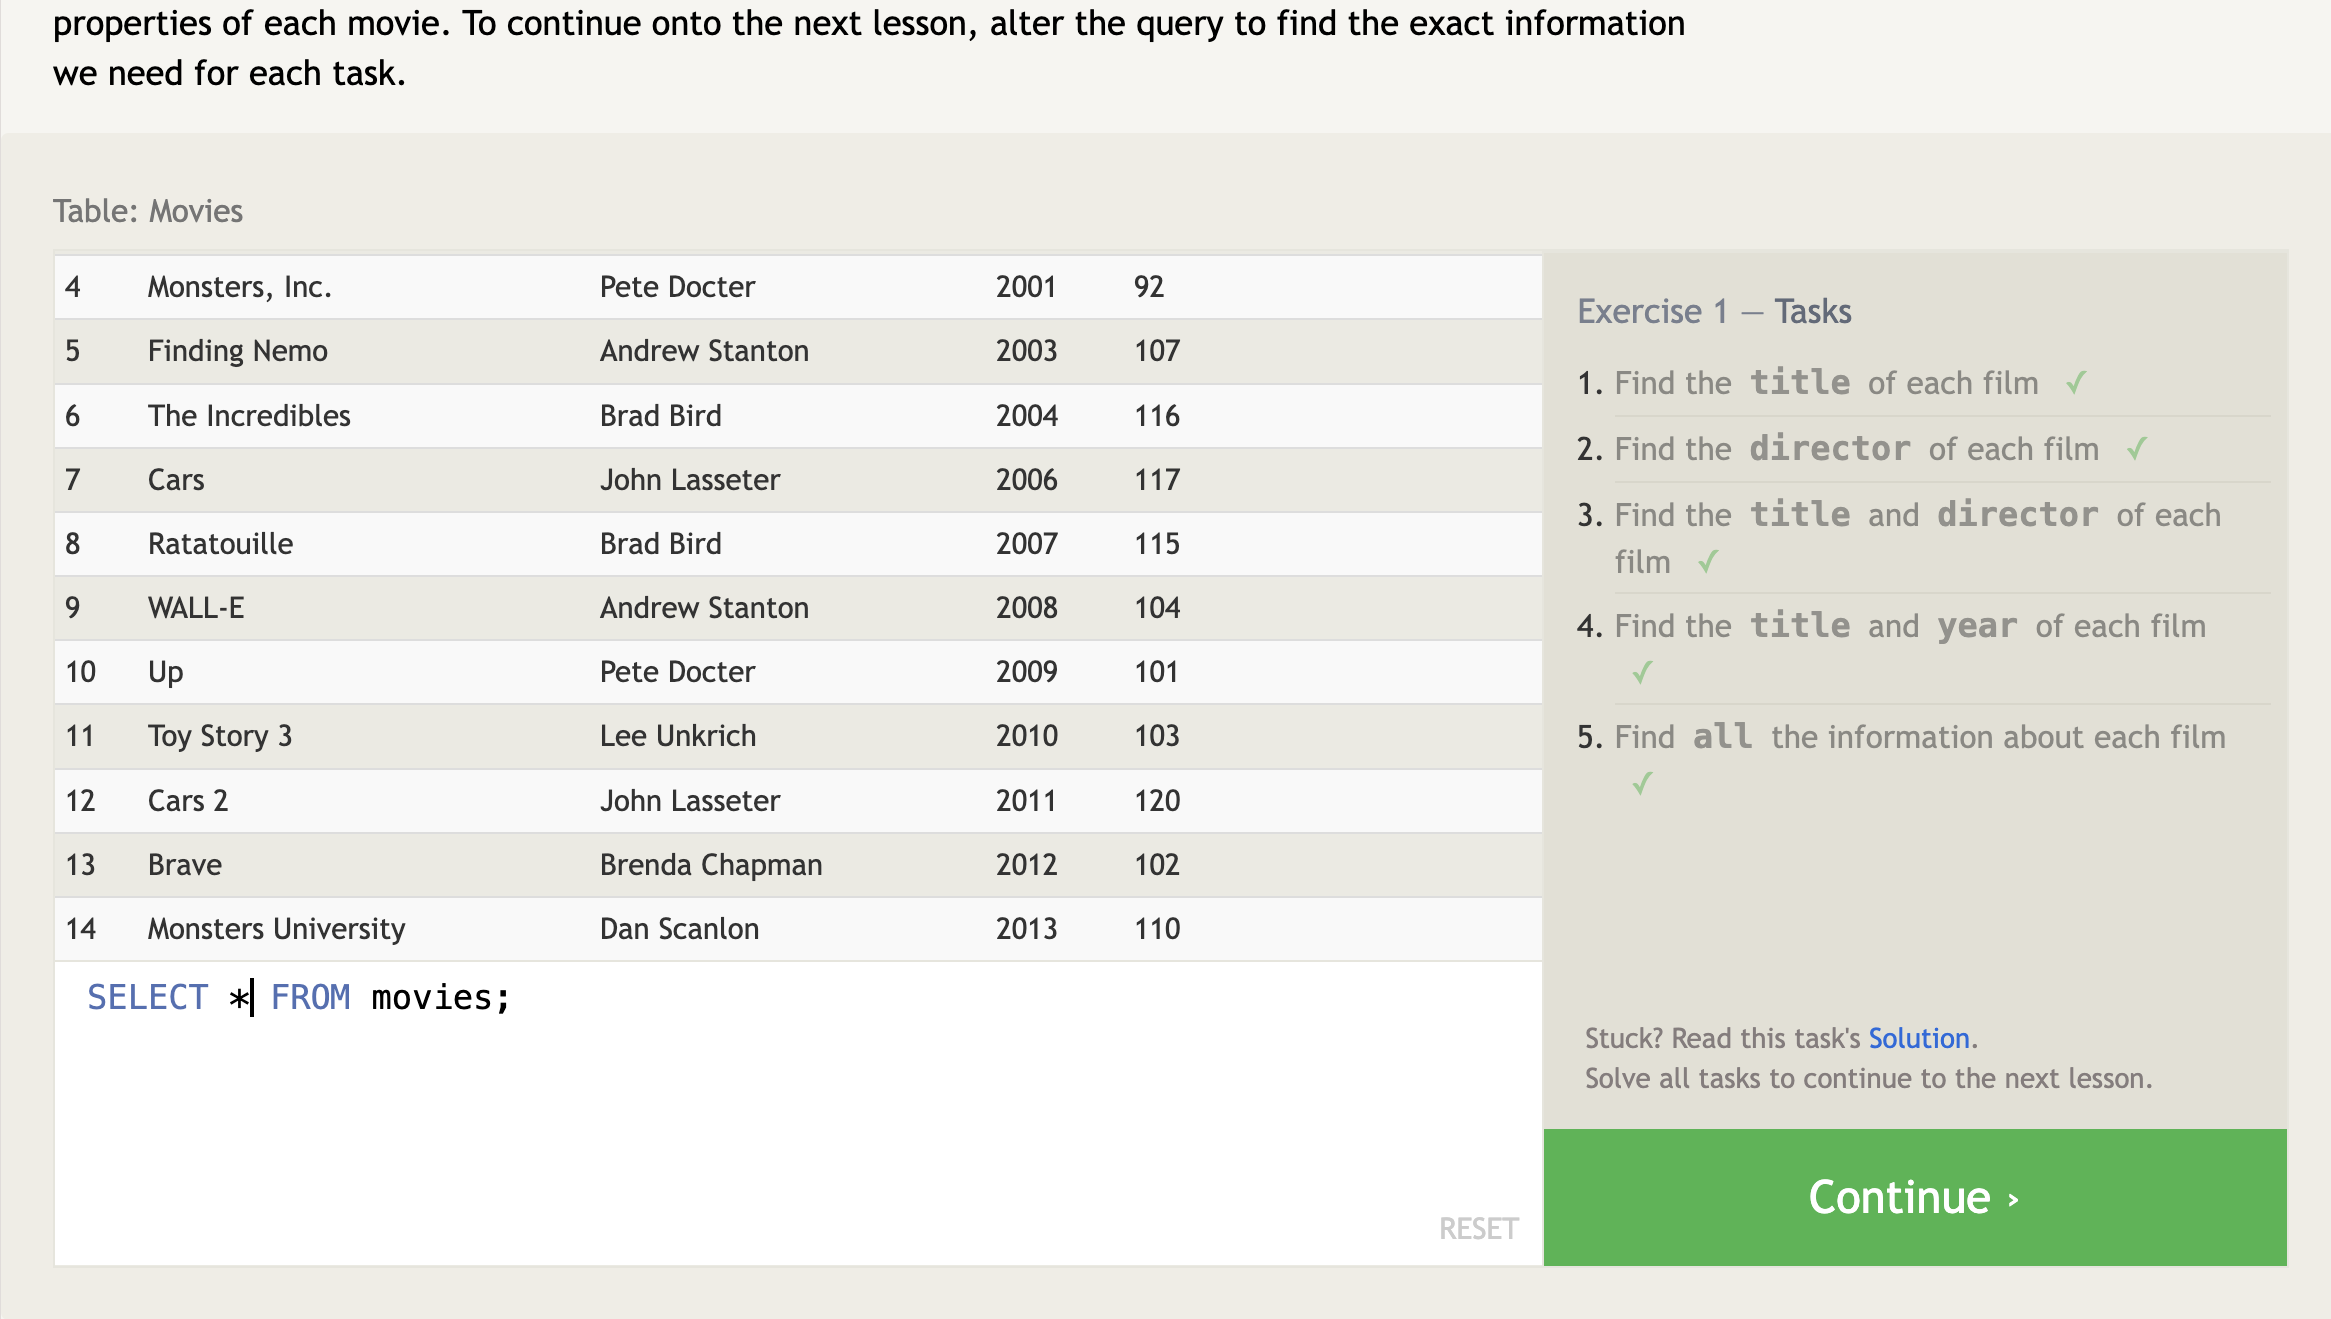 properties of each movie. To continue onto the next lesson, alter the query to find the exact information
we need for each task.
Table: Movies
4 Monsters, Inc. Pete Docter 2001 92
5 Finding Nemo Andrew Stanton 2003 107
6 The Incredibles Brad Bird 2004 116
7 Cars John Lasseter 2006 117
8 Ratatouille Brad Bird 2007 115
9 WALL-E Andrew Stanton 2008 104
10 Up Pete Docter 2009 101
11 Toy Story 3 Lee Unkrich 2010 103
12 Cars 2 John Lasseter 2011 120
13 Brave Brenda Chapman 2012 102
14 Monsters University Dan Scanlon 2013 110
SELECT * FROM movies;
RESET
Exercise 1 — Tasks
1. Find the title of each film ✓
2. Find the director of each film ✓
3. Find the title and director of each
film ✓
4. Find the title and year of each film
✓
5. Find all the information about each film
✓
Stuck? Read this task's Solution.
Solve all tasks to continue to the next lesson.
Continue ›